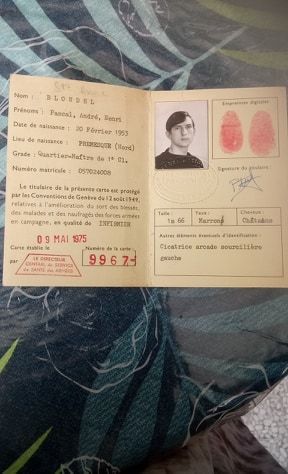 Nom : BLONDEL
Prénoms : Pascal, André, Henri
Date de naissance : 20 Février 1953
Lieu de naissance : PREMESQUE (Nord)
Grade : Quartier-Maître de 1° Cl.
Numéro matricule : 057024008
Le titulaire de la présente carte est protégé
par les Conventions de Genève du 12 août 1949,
relatives à l'amélioration du sort des blessés,
des malades et des naufragés des forces armées
en campagne, en qualité de INFIRMIER
09 MAI 1975
Carte établie le
Numéro de la carte
par
LE DIRECTEUR
CENTRAL DU SERVICE
DE SANTÉ DES ARMÉES
9967
Empreintes digitales
Signature du titulaire
Taille
Yeux
Cheveux
1m 66
Marrons
Châtains
Autres éléments éventuels d'identification :
Cicatrice arcade sourcilière
gauche